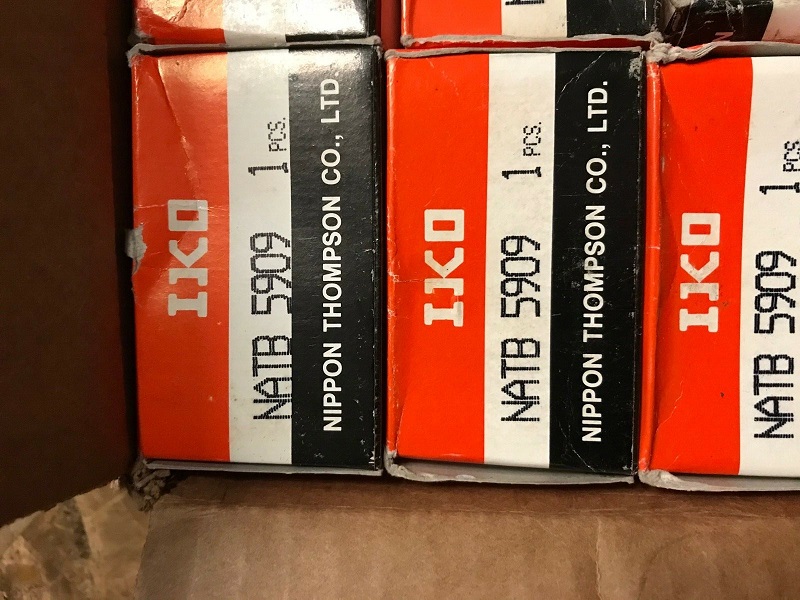 IKO
NATB 5909 1 PCS.
NIPPON THOMPSON CO., LTD.
IKO
NATB 5909 1 PCS.
NIPPON THOMPSON CO., LTD.
IKO
NATB 5909 1 PCS.